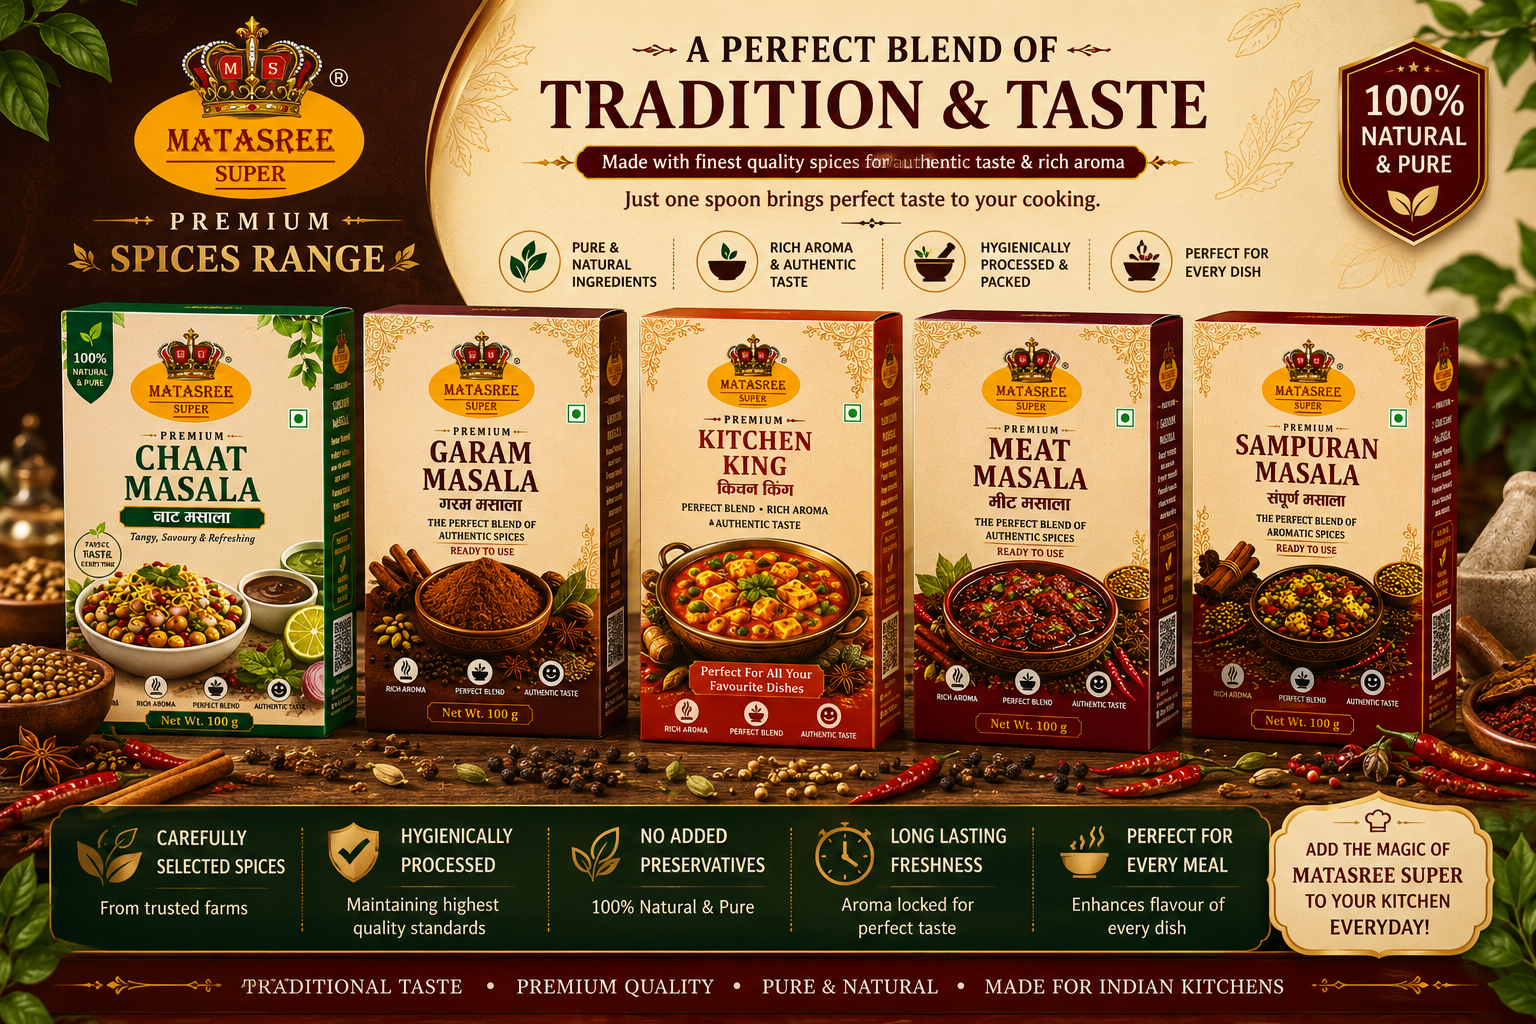 M S
®
MATASREE
SUPER
PREMIUM
SPICES RANGE
A PERFECT BLEND OF
TRADITION & TASTE
Made with finest quality spices for authentic taste & rich aroma
Just one spoon brings perfect taste to your cooking.
PURE &
NATURAL
INGREDIENTS
RICH AROMA
& AUTHENTIC
TASTE
HYGIENICALLY
PROCESSED &
PACKED
PERFECT FOR
EVERY DISH
100%
NATURAL
& PURE
100%
NATURAL
& PURE
MATASREE
SUPER
PREMIUM
CHAAT
MASALA
चाट मसाला
Tangy, Savoury & Refreshing
TASTE
RICH AROMA
PERFECT BLEND
AUTHENTIC TASTE
Net Wt. 100 g
MATASREE
SUPER
PREMIUM
GARAM
MASALA
गरम मसाला
THE PERFECT BLEND OF
AUTHENTIC SPICES
READY TO USE
RICH AROMA
PERFECT BLEND
AUTHENTIC TASTE
Net Wt. 100 g
MATASREE
SUPER
PREMIUM
KITCHEN
KING
किचन किंग
PERFECT BLEND • RICH AROMA
& AUTHENTIC TASTE
Perfect For All Your
Favourite Dishes
RICH AROMA
PERFECT BLEND
AUTHENTIC TASTE
MATASREE
SUPER
PREMIUM
MEAT
MASALA
मीट मसाला
THE PERFECT BLEND OF
AUTHENTIC SPICES
READY TO USE
RICH AROMA
PERFECT BLEND
AUTHENTIC TASTE
Net Wt. 100 g
MATASREE
SUPER
PREMIUM
SAMPURAN
MASALA
संपूर्ण मसाला
THE PERFECT BLEND OF
AROMATIC SPICES
READY TO USE
RICH AROMA
PERFECT BLEND
AUTHENTIC TASTE
Net Wt. 100 g
CAREFULLY
SELECTED SPICES
From trusted farms
HYGIENICALLY
PROCESSED
Maintaining highest
quality standards
NO ADDED
PRESERVATIVES
100% Natural & Pure
LONG LASTING
FRESHNESS
Aroma locked for
perfect taste
PERFECT FOR
EVERY MEAL
Enhances flavour of
every dish
ADD THE MAGIC OF
MATASREE SUPER
TO YOUR KITCHEN
EVERYDAY!
TRADITIONAL TASTE • PREMIUM QUALITY • PURE & NATURAL • MADE FOR INDIAN KITCHENS